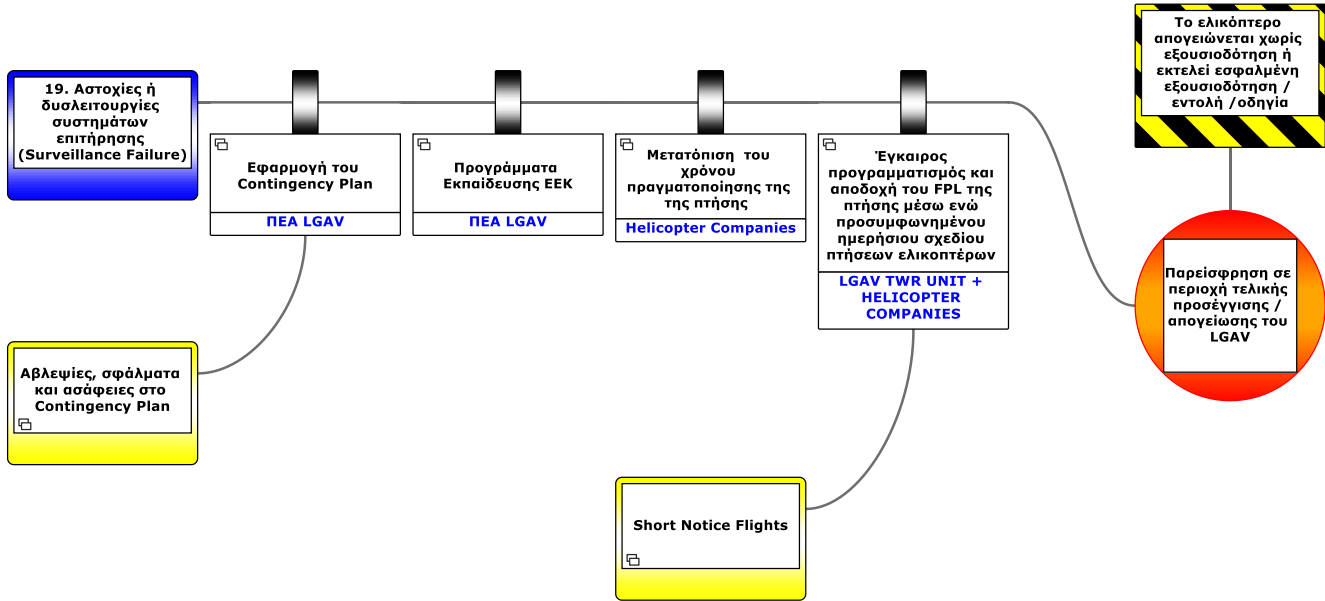 19. Αστοχίες ή
δυσλειτουργίες
συστημάτων
επιτήρησης
(Surveillance Failure)
Εφαρμογή του
Contingency Plan
ΠΕΑ LGAV
Προγράμματα
Εκπαίδευσης ΕΕΚ
ΠΕΑ LGAV
Μετατόπιση του
χρόνου
πραγματοποίησης της
της πτήσης
Helicopter Companies
Έγκαιρος
προγραμματισμός και
αποδοχή του FPL της
πτήσης μέσω ενώ
προσυμφωνημένου
ημερήσιου σχεδίου
πτήσεων ελικοπτέρων
LGAV TWR UNIT +
HELICOPTER
COMPANIES
Το ελικόπτερο
απογειώνεται χωρίς
εξουσιοδότηση ή
εκτελεί εσφαλμένη
εξουσιοδότηση /
εντολή /οδηγία
Παρείσφρηση σε
περιοχή τελικής
προσέγγισης /
απογείωσης του
LGAV
Αβλεψίες, σφάλματα
και ασάφειες στο
Contingency Plan
Short Notice Flights